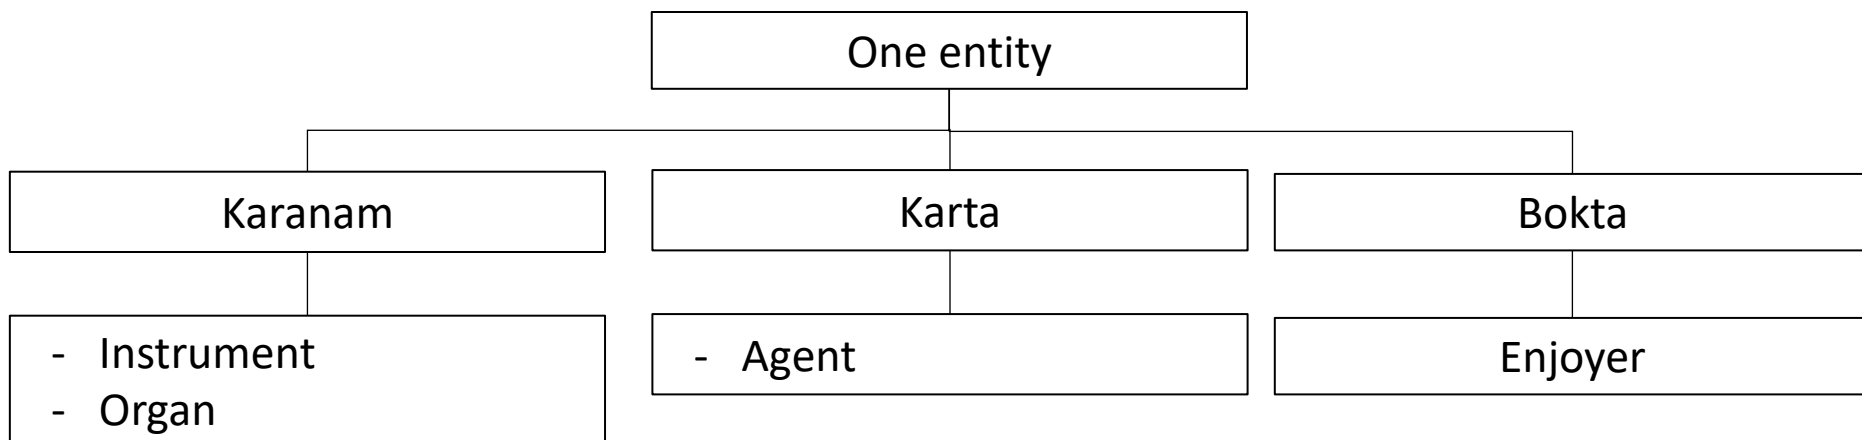 One entity
Karanam
Karta
Bokta
- Instrument
- Organ
- Agent
Enjoyer